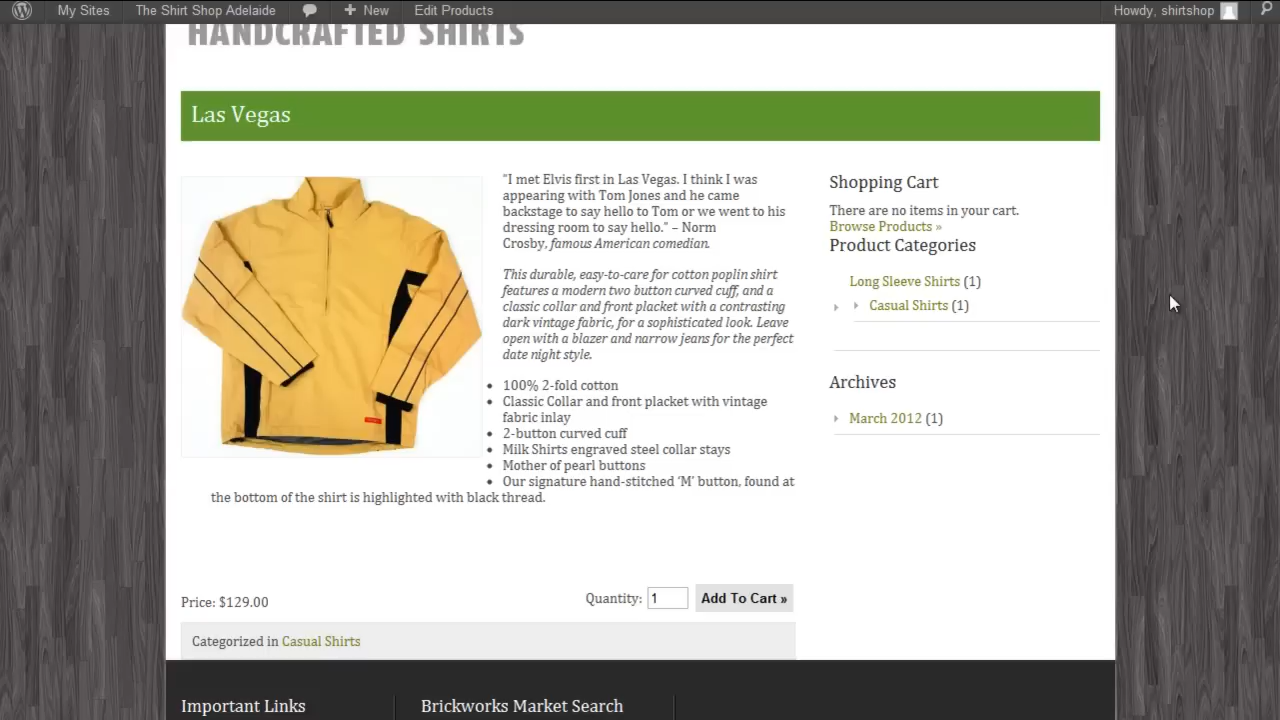 My Sites The Shirt Shop Adelaide New Edit Products Howdy, shirtshop
HANDCRAFTED SHIRTS
Las Vegas
"I met Elvis first in Las Vegas. I think I was
appearing with Tom Jones and he came
backstage to say hello to Tom or we went to his
dressing room to say hello." – Norm
Crosby, famous American comedian.
This durable, easy-to-care for cotton poplin shirt
features a modern two button curved cuff, and a
classic collar and front placket with a contrasting
dark vintage fabric, for a sophisticated look. Leave
open with a blazer and narrow jeans for the perfect
date night style.
• 100% 2-fold cotton
• Classic Collar and front placket with vintage
fabric inlay
• 2-button curved cuff
• Milk Shirts engraved steel collar stays
• Mother of pearl buttons
• Our signature hand-stitched ‘M’ button, found at
the bottom of the shirt is highlighted with black thread.
Price: $129.00
Quantity: 1 Add To Cart »
Categorized in Casual Shirts
Shopping Cart
There are no items in your cart.
Browse Products »
Product Categories
Long Sleeve Shirts (1)
Casual Shirts (1)
Archives
March 2012 (1)
Important Links
Brickworks Market Search